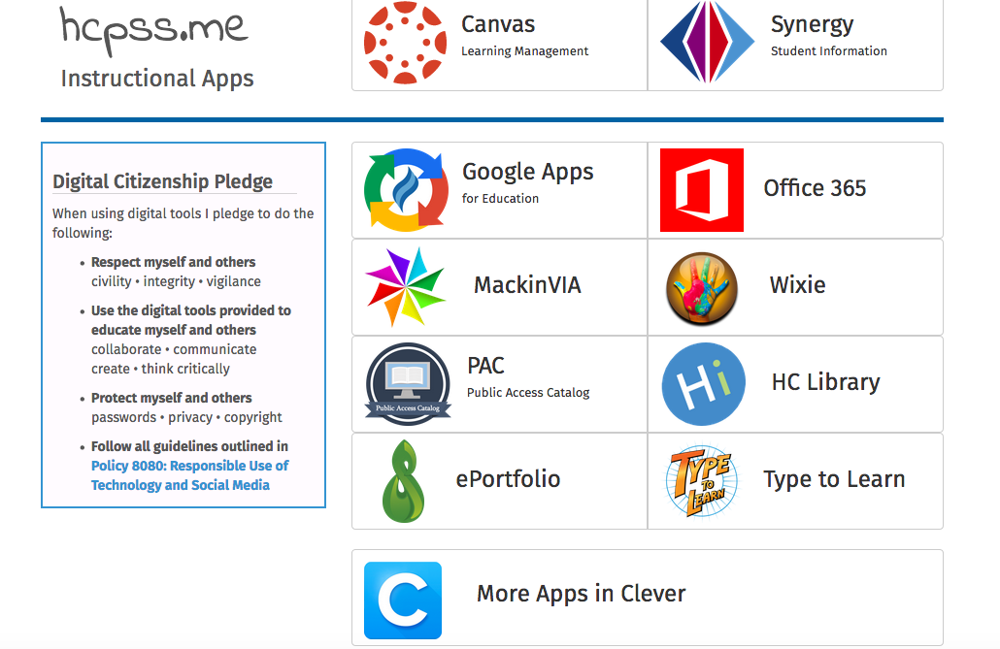 hcpss.me
Instructional Apps
Canvas
Learning Management
Synergy
Student Information
Digital Citizenship Pledge
When using digital tools I pledge to do the
following:
• Respect myself and others
civility • integrity • vigilance
• Use the digital tools provided to
educate myself and others
collaborate • communicate
create • think critically
• Protect myself and others
passwords • privacy • copyright
• Follow all guidelines outlined in
Policy 8080: Responsible Use of
Technology and Social Media
Google Apps
for Education
Office 365
MackinVIA
Wixie
Public Access Catalog
PAC
Public Access Catalog
Hi
HC Library
ePortfolio
TYPE
TO
LEARN
Type to Learn
C
More Apps in Clever